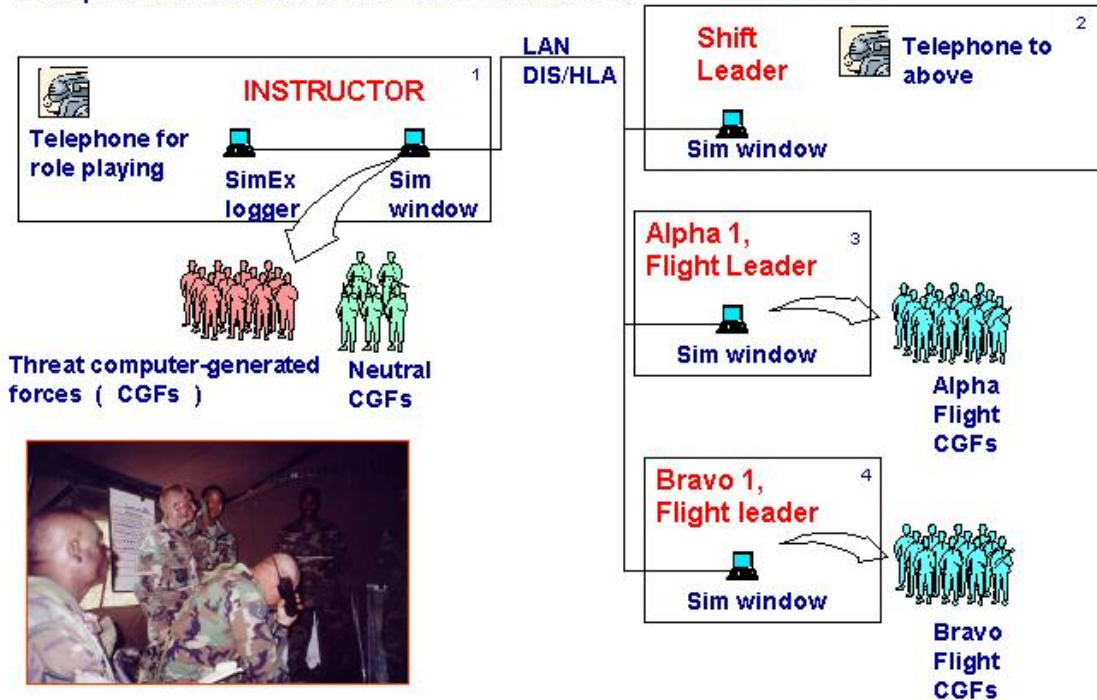 LAN
DIS/HLA
1
INSTRUCTOR
Telephone for
role playing
SimEx
logger
Sim
window
Threat computer-generated
forces ( CGFs )
Neutral
CGFs
2
Shift
Leader
Telephone to
above
Sim window
3
Alpha 1,
Flight Leader
Sim window
Alpha
Flight
CGFs
4
Bravo 1,
Flight leader
Sim window
Bravo
Flight
CGFs